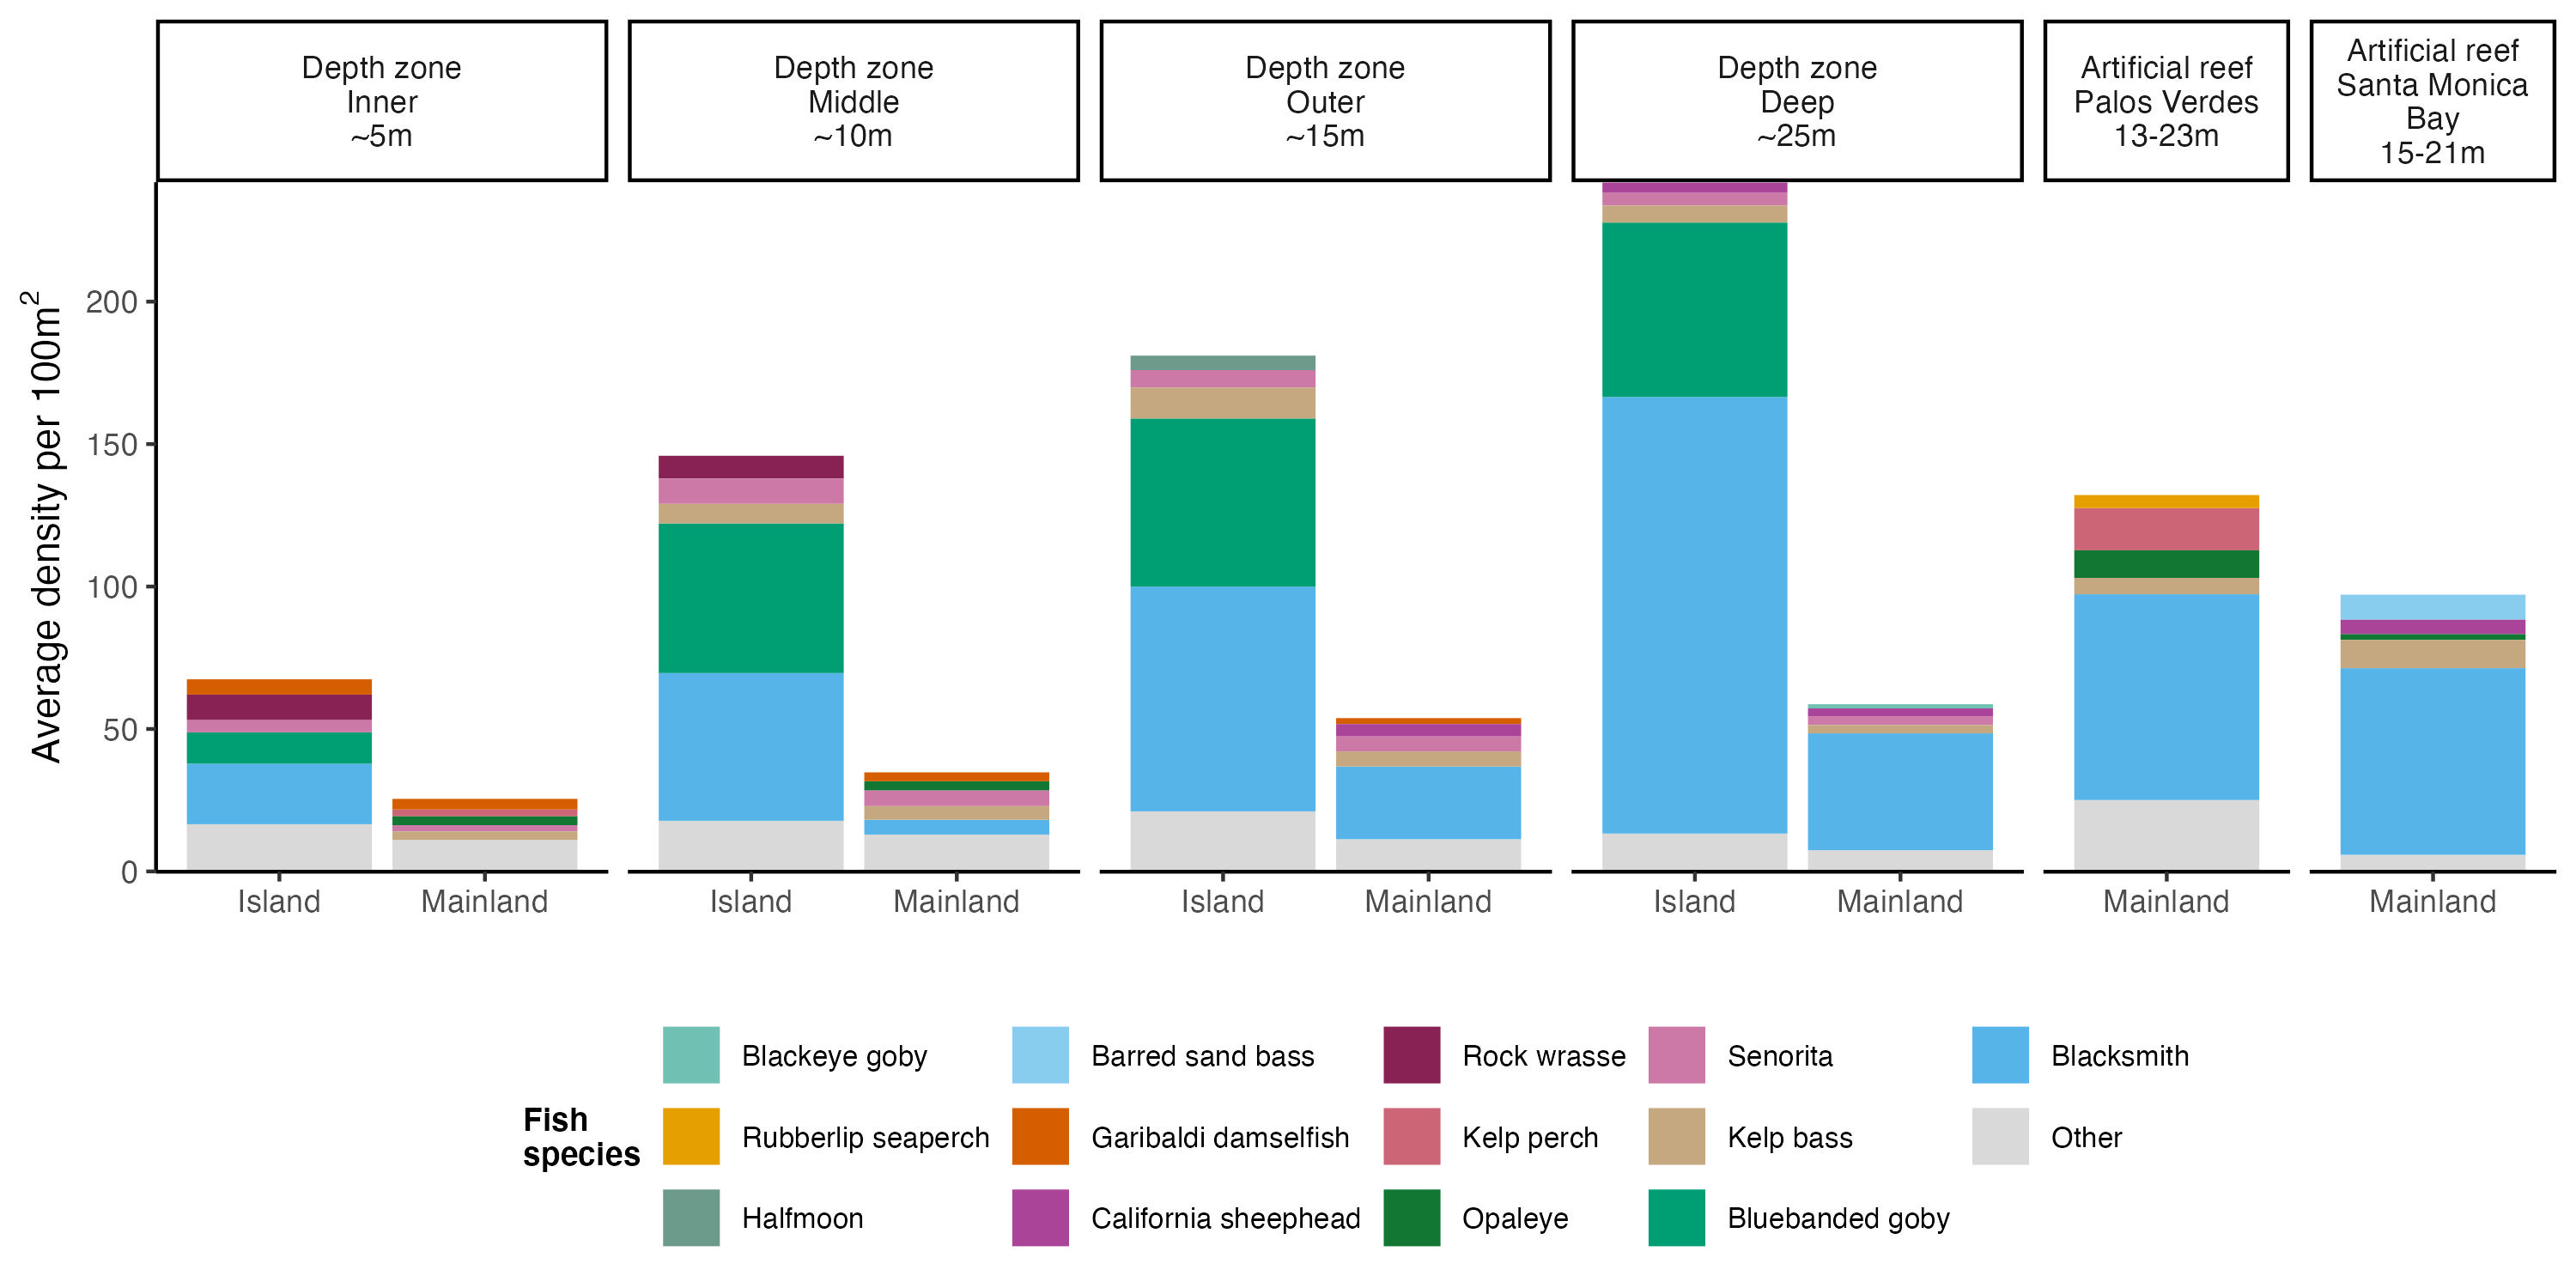 Depth zone
Inner
~5m
Depth zone
Middle
~10m
Depth zone
Outer
~15m
Depth zone
Deep
~25m
Artificial reef
Palos Verdes
13-23m
Artificial reef
Santa Monica
Bay
15-21m
Average density per 100m²
200
150
100
50
0
Island Mainland
Island Mainland
Island Mainland
Island Mainland
Mainland
Mainland
Fish
species
Blackeye goby
Rubberlip seaperch
Halfmoon
Barred sand bass
Garibaldi damselfish
California sheephead
Rock wrasse
Kelp perch
Opaleye
Senorita
Kelp bass
Bluebanded goby
Blacksmith
Other